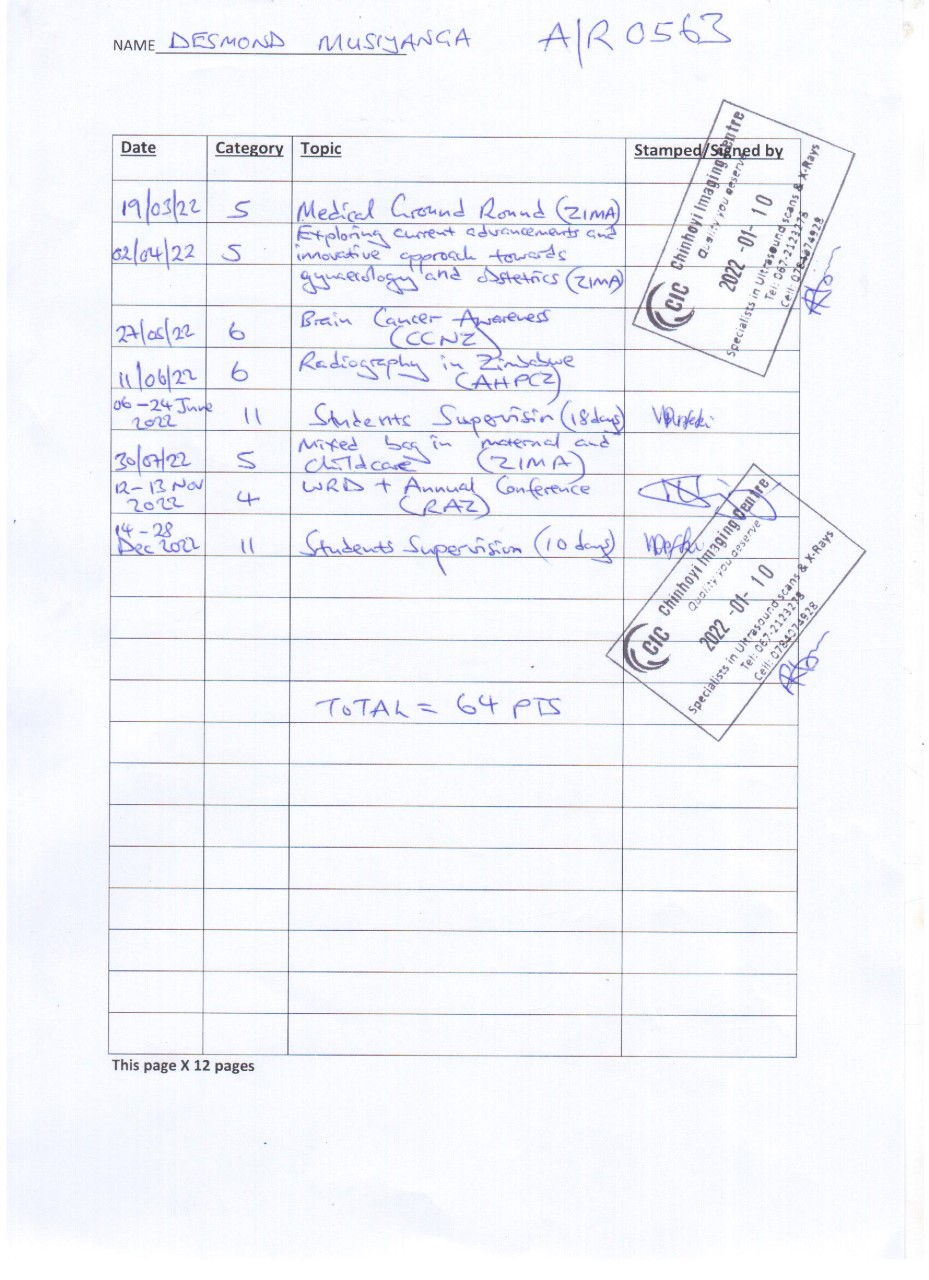 NAME DESMOND MUSIYANGA A/R 0563
Date Category Topic Stamped/Signed by
19/03/22 5 Medical Ground Round (ZIMA)
02/04/22 5 Exploring current advancements and
innovative approach towards
gynaecology and obstetrics (ZIMA)
27/05/22 6 Brain Cancer Awareness
(CCNZ)
11/06/22 6 Radiography in Zimbabwe
(AHPCZ)
06 - 24 June
2022 11 Students Supervisin (18 days)
30/07/22 5 Mixed bag in maternal and
Childcare (ZIMA)
12 - 13 Nov
2022 4 WRD + Annual Conference
(RAZ)
14 - 28
Dec 2022 11 Students Supervision (10 days)
TOTAL = 64 PTS
CIC Chinhoyi Imaging Centre
Quality you deserve
2022 -01- 10
Specialists in Ultrasound scans & X-Rays
Tel: 067-2123278
Cell: 0784074928
CIC Chinhoyi Imaging Centre
Quality you deserve
2022 -01- 10
Specialists in Ultrasound scans & X-Rays
Tel: 067-2123278
Cell: 0784074928
This page X 12 pages